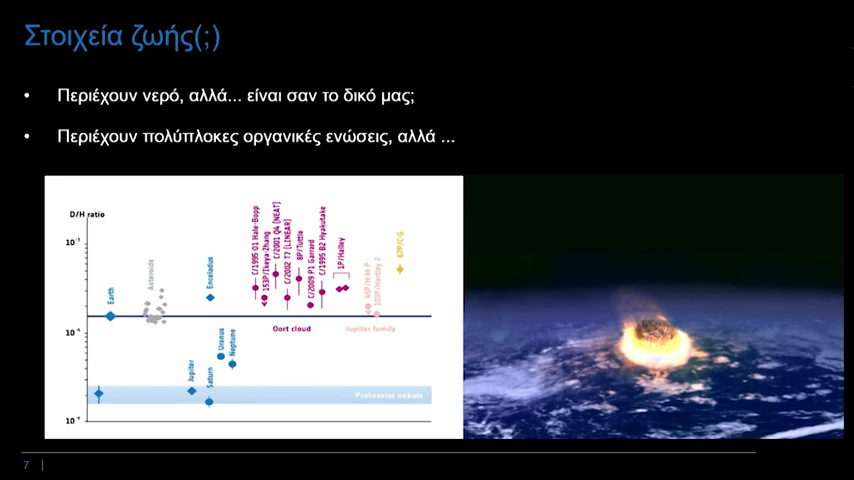 Στοιχεία ζωής(;)
• Περιέχουν νερό, αλλά... είναι σαν το δικό μας;
• Περιέχουν πολύπλοκες οργανικές ενώσεις, αλλά ...
D/H ratio
10⁻³
10⁻⁴
10⁻⁵
Earth
Asteroids
Enceladus
C/1995 O1 Hale-Bopp
153P/Ikeya-Zhang
C/2001 Q4 (NEAT)
C/2002 T7 (LINEAR)
8P/Tuttle
C/2009 P1 Garrard
C/1995 B2 Hyakutake
1P/Halley
45P/H-M-P
103P/Hartley 2
67P/C-G
Oort cloud
Jupiter family
Jupiter
Saturn
Uranus
Neptune
Protosolar nebula
7